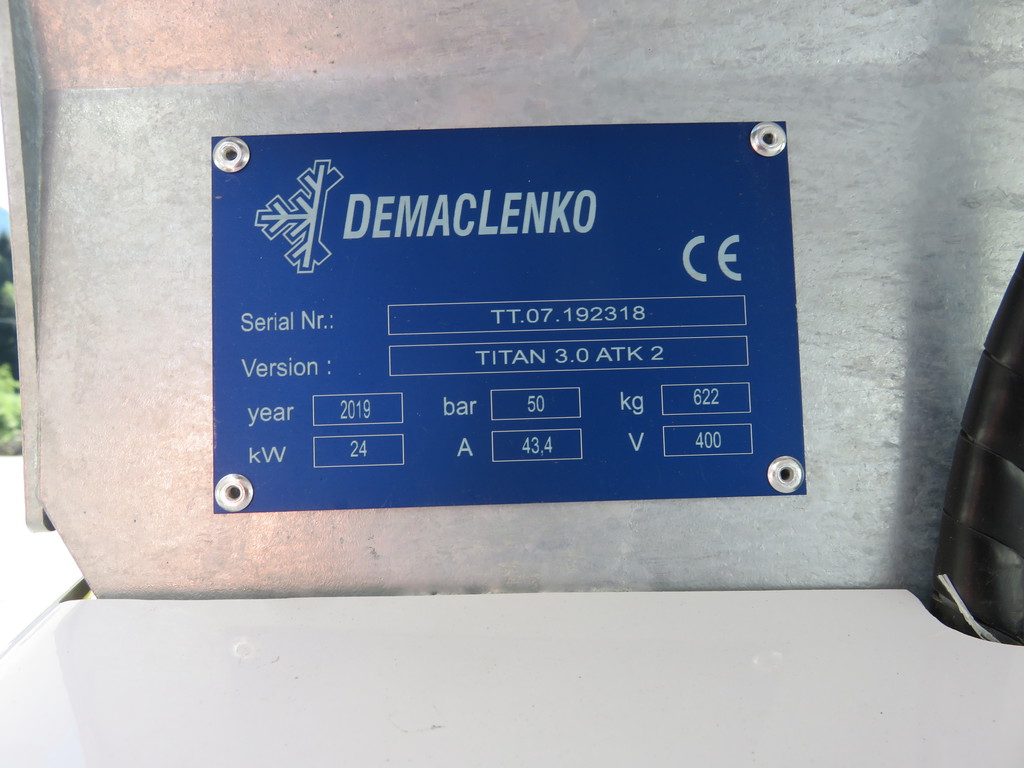 DEMACLENKO
CE
Serial Nr.: TT.07.192318
Version : TITAN 3.0 ATK 2
year 2019 bar 50 kg 622
kW 24 A 43,4 V 400